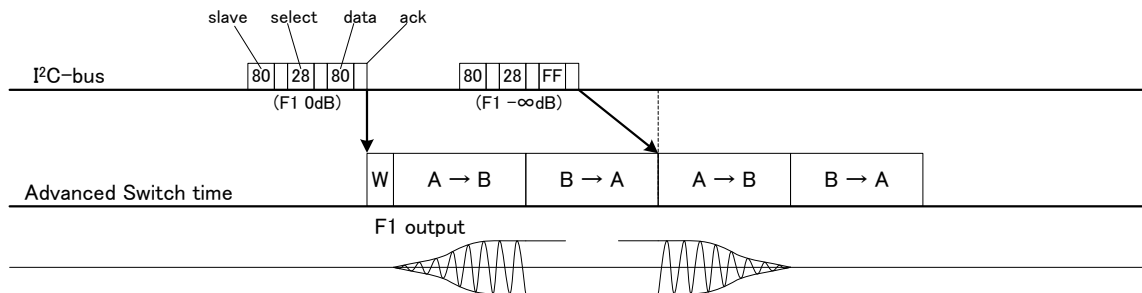 slave select data ack
I²C-bus 80 28 80 80 28 FF
(F1 0dB) (F1 -∞dB)
Advanced Switch time W A → B B → A A → B B → A
F1 output